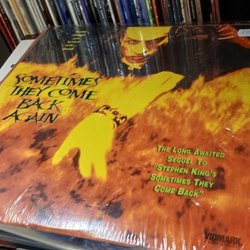 SOMETIMES
THEY COME
BACK
AGAIN
THE LONG AWAITED
SEQUEL TO
"STEPHEN KING'S
"SOMETIMES THEY
COME BACK"
VIDMARK